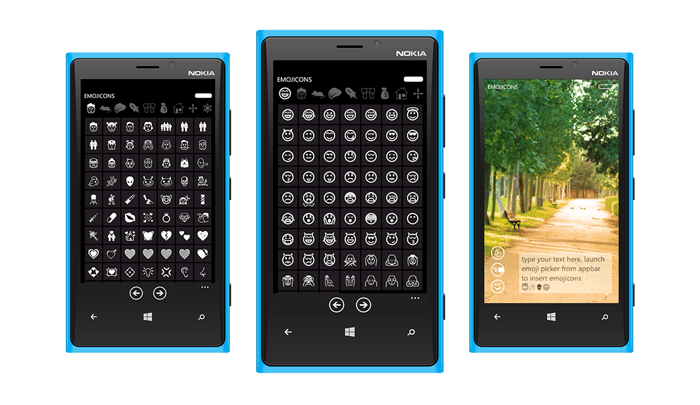 NOKIA
EMOJICONS
NOKIA
EMOJICONS
NOKIA
EMOJICONS
type your text here, launch
emoji picker from appbar
to insert emojicons